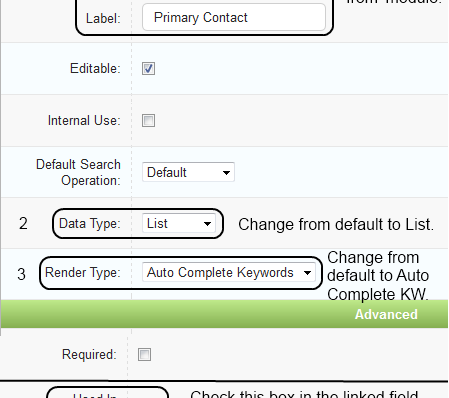 from module.
Label: Primary Contact
Editable:
Internal Use:
Default Search
Operation: Default
2 Data Type: List Change from default to List.
Change from
3 Render Type: Auto Complete Keywords default to Auto
Complete KW.
Advanced
Required:
Used In
Check this box in the linked field